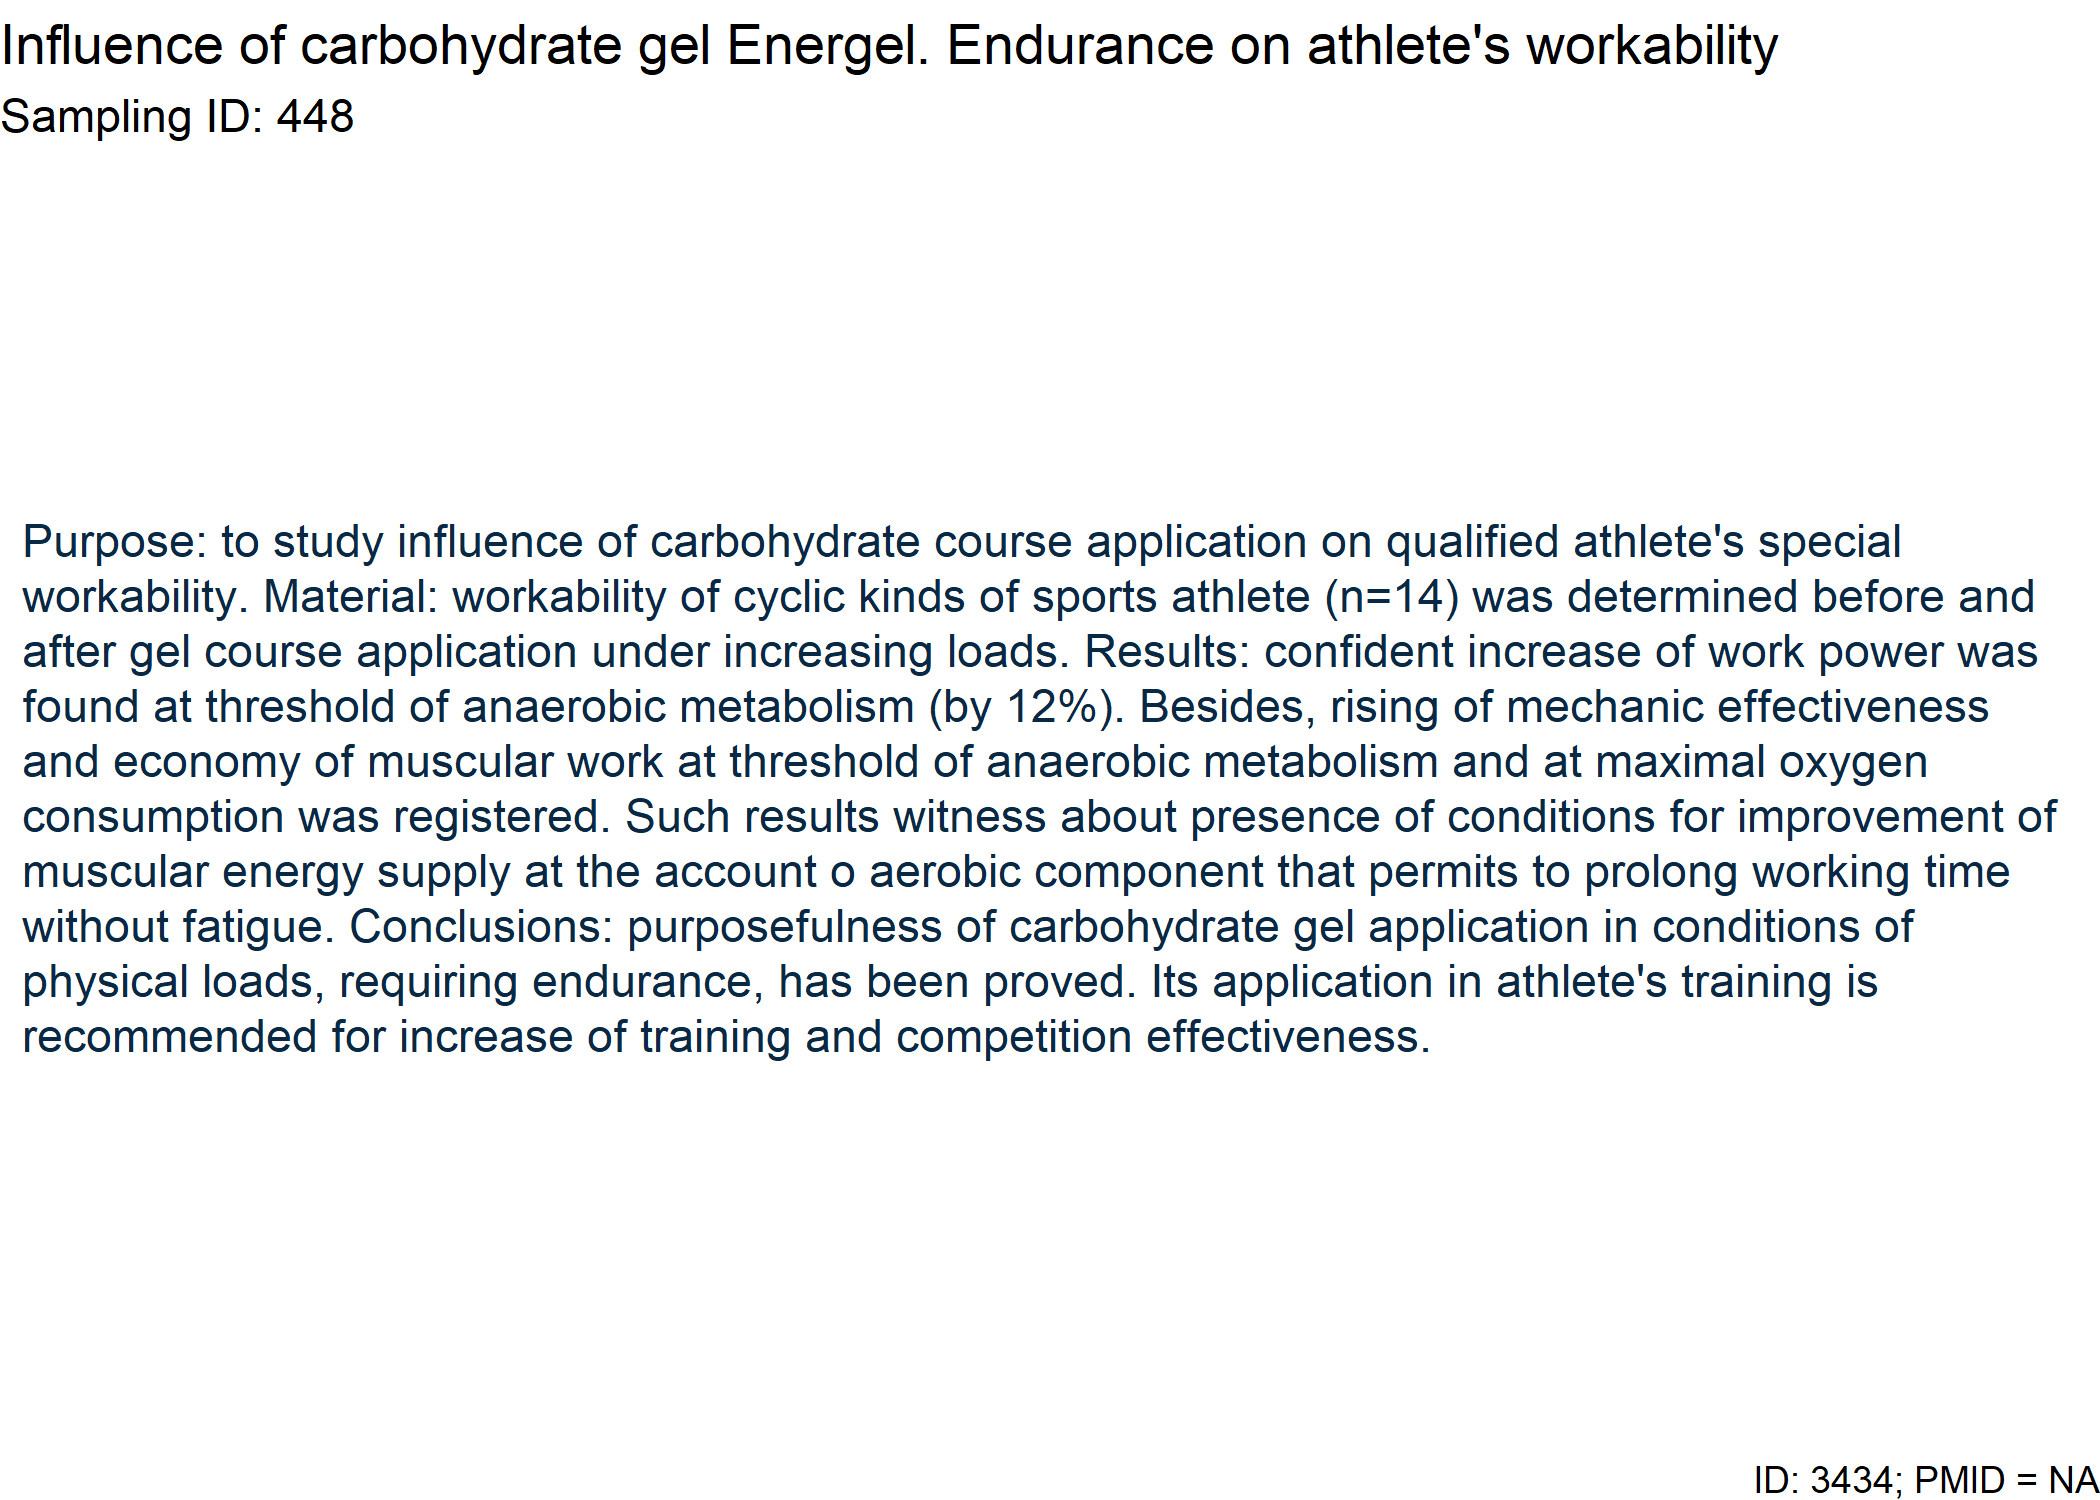 Influence of carbohydrate gel Energel. Endurance on athlete's workability
Sampling ID: 448
Purpose: to study influence of carbohydrate course application on qualified athlete's special
workability. Material: workability of cyclic kinds of sports athlete (n=14) was determined before and
after gel course application under increasing loads. Results: confident increase of work power was
found at threshold of anaerobic metabolism (by 12%). Besides, rising of mechanic effectiveness
and economy of muscular work at threshold of anaerobic metabolism and at maximal oxygen
consumption was registered. Such results witness about presence of conditions for improvement of
muscular energy supply at the account o aerobic component that permits to prolong working time
without fatigue. Conclusions: purposefulness of carbohydrate gel application in conditions of
physical loads, requiring endurance, has been proved. Its application in athlete's training is
recommended for increase of training and competition effectiveness.
ID: 3434; PMID = NA